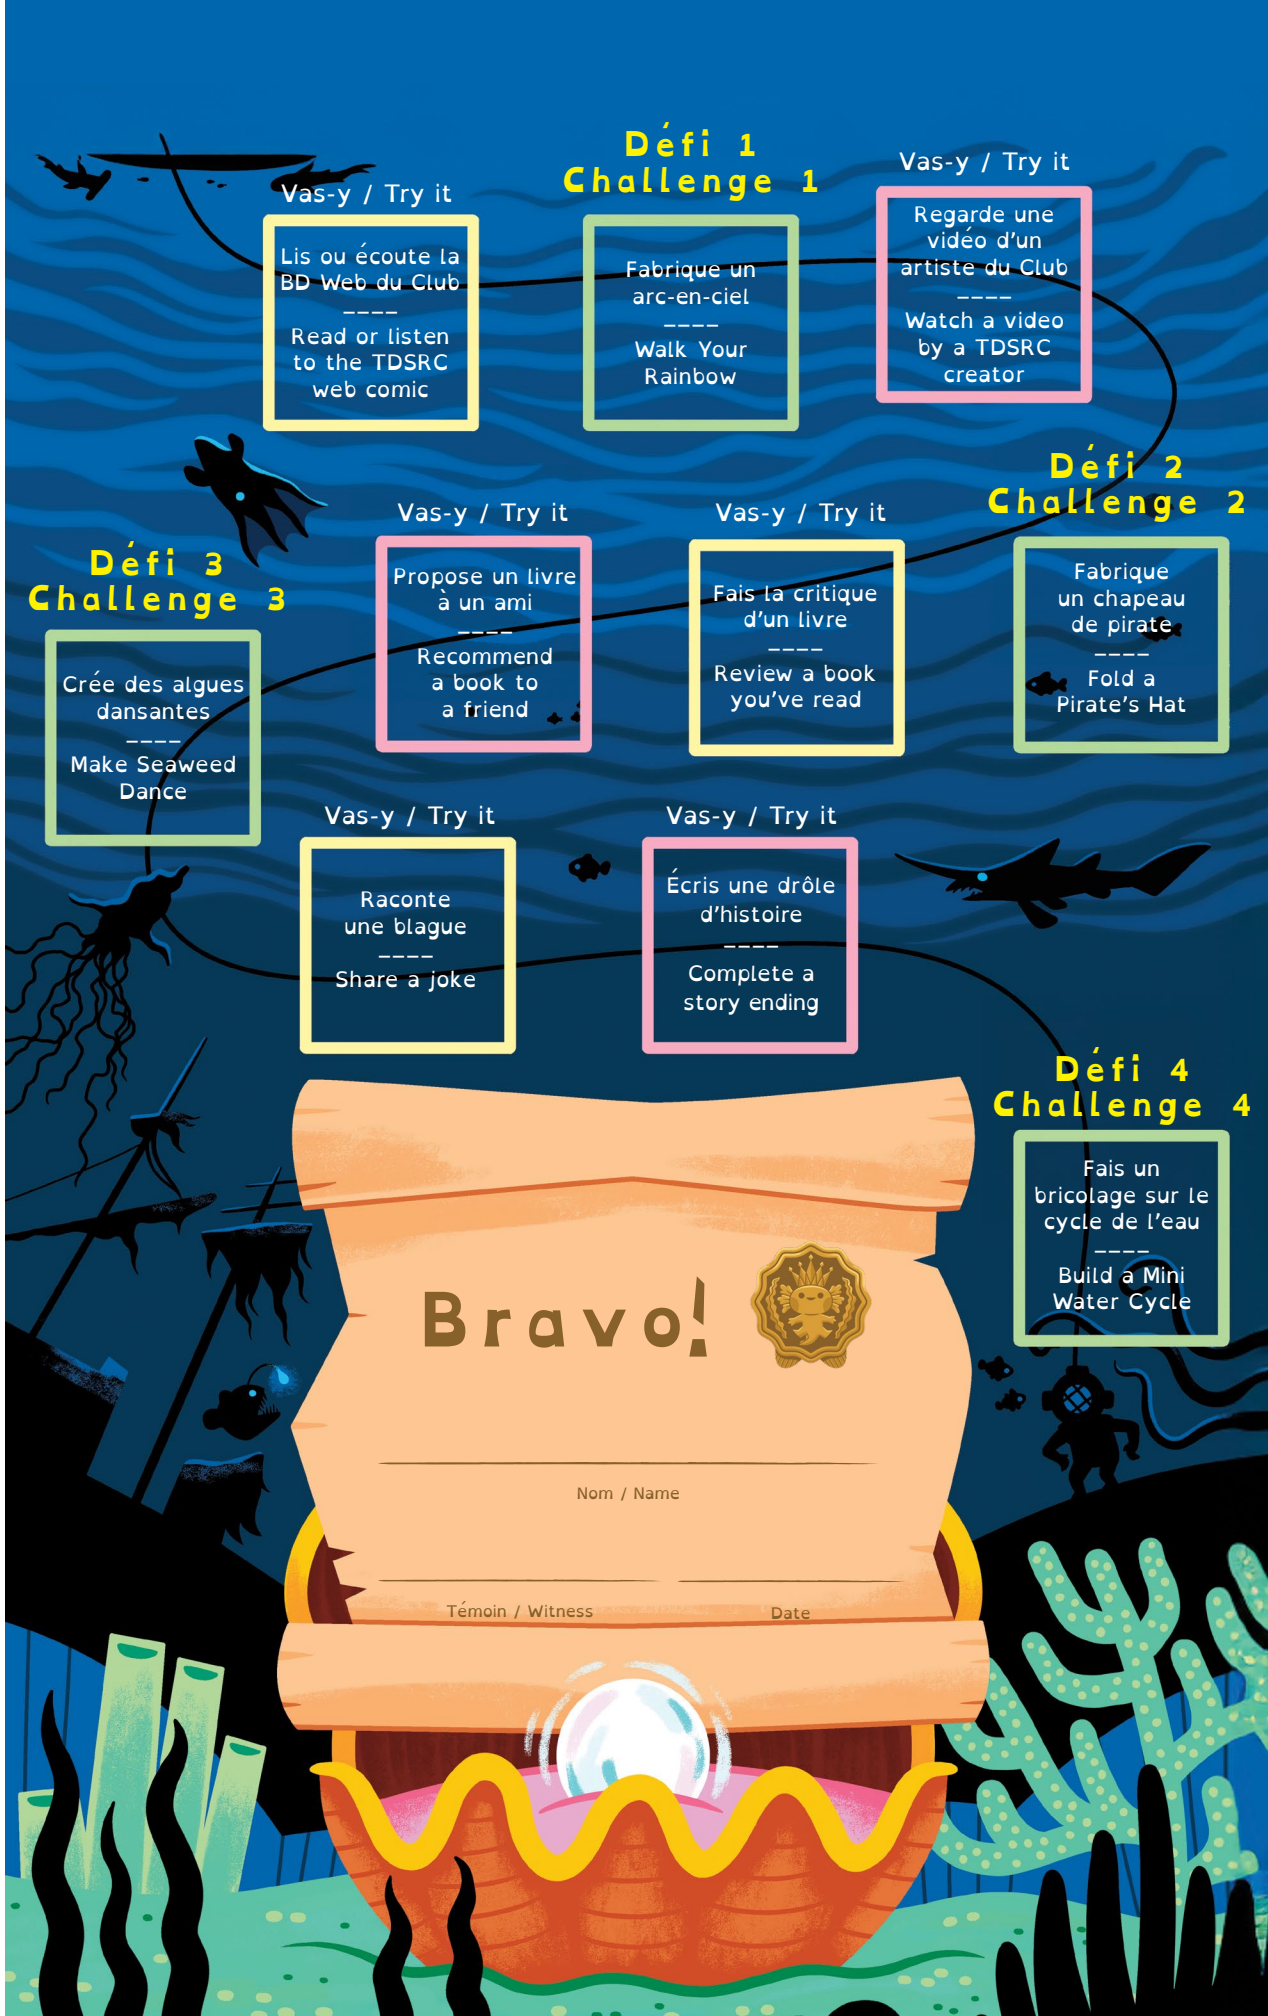 Vas-y / Try it
Lis ou écoute la
BD Web du Club
----
Read or listen
to the TDSRC
web comic
Défi 1
Challenge 1
Fabrique un
arc-en-ciel
----
Walk Your
Rainbow
Vas-y / Try it
Regarde une
vidéo d'un
artiste du Club
----
Watch a video
by a TDSRC
creator
Défi 2
Challenge 2
Fabrique
un chapeau
de pirate
----
Fold a
Pirate's Hat
Vas-y / Try it
Fais la critique
d'un livre
----
Review a book
you've read
Vas-y / Try it
Propose un livre
à un ami
----
Recommend
a book to
a friend
Défi 3
Challenge 3
Crée des algues
dansantes
----
Make Seaweed
Dance
Vas-y / Try it
Raconte
une blague
----
Share a joke
Vas-y / Try it
Écris une drôle
d'histoire
----
Complete a
story ending
Défi 4
Challenge 4
Fais un
bricolage sur le
cycle de l'eau
----
Build a Mini
Water Cycle
Bravo!
Nom / Name
Témoin / Witness
Date